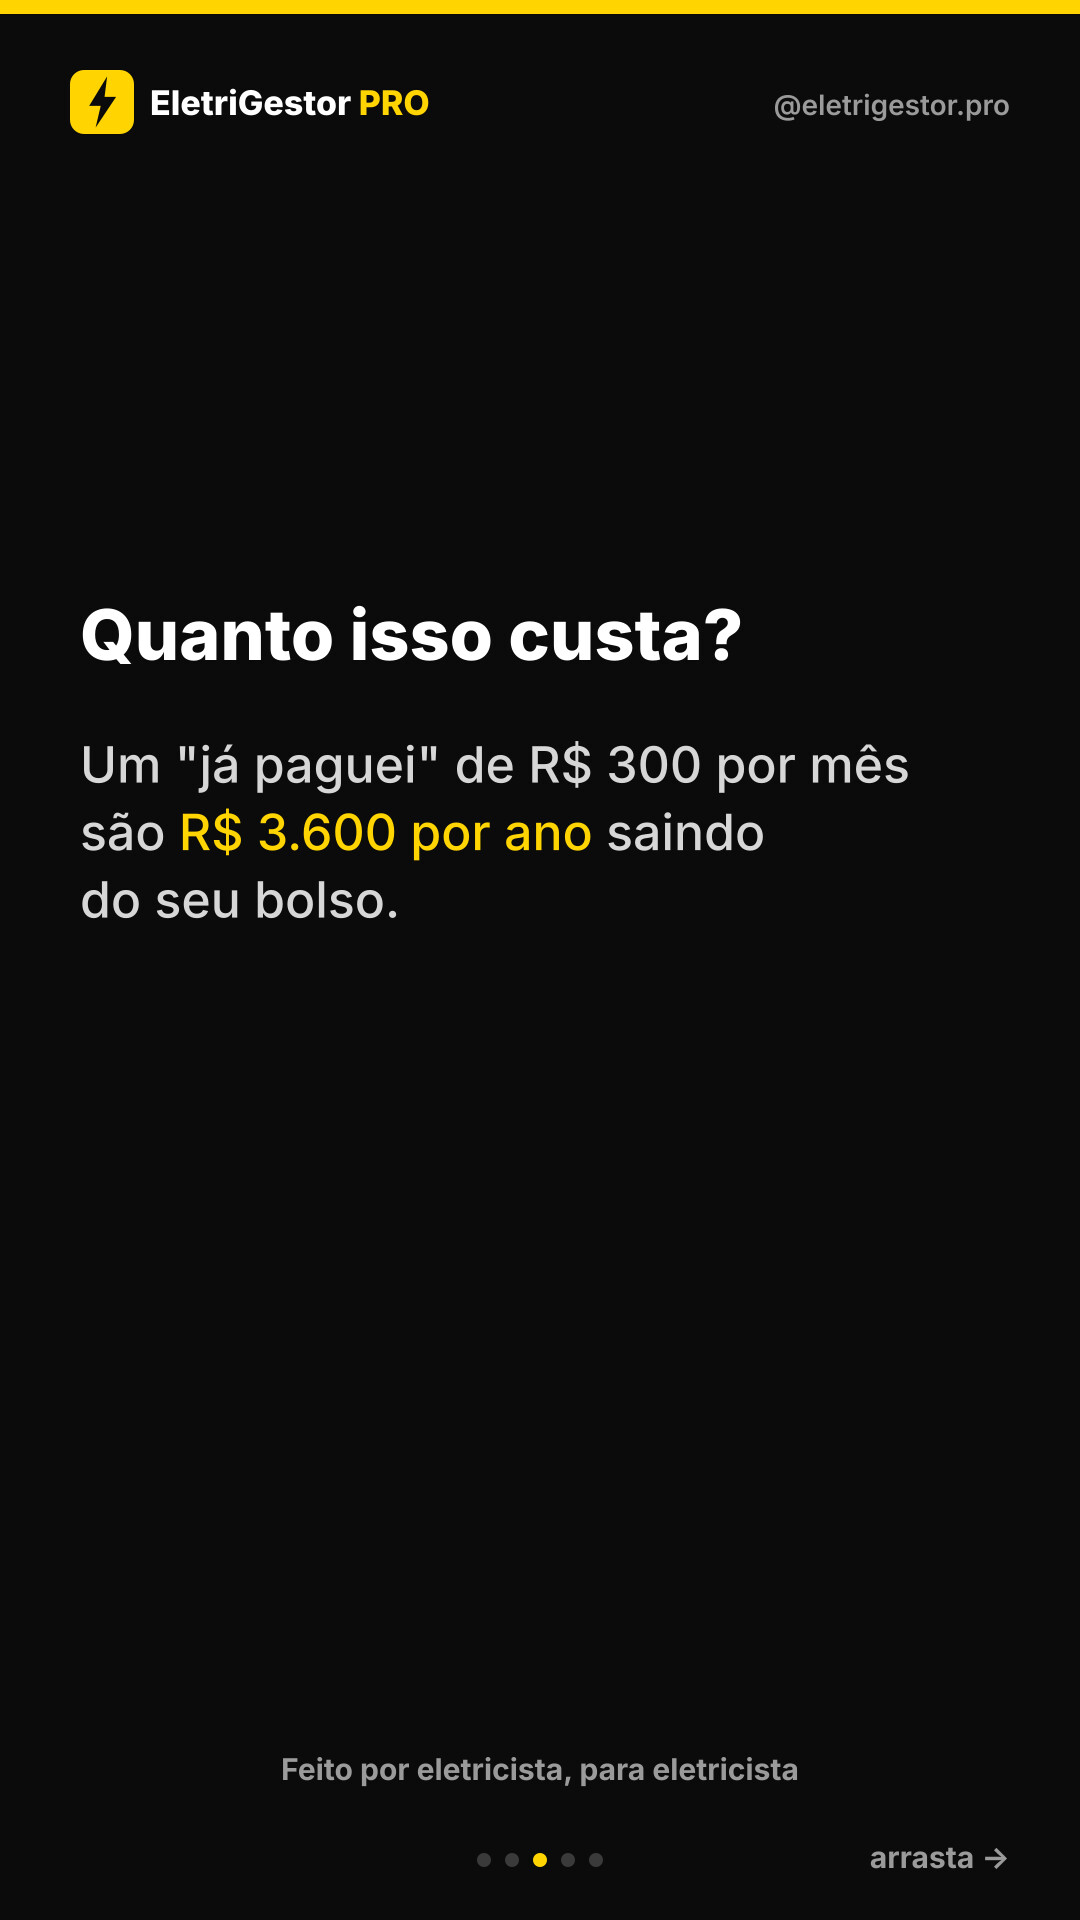 EletriGestor PRO
@eletrigestor.pro
Quanto isso custa?
Um "já paguei" de R$ 300 por mês
são R$ 3.600 por ano saindo
do seu bolso.
Feito por eletricista, para eletricista
arrasta →